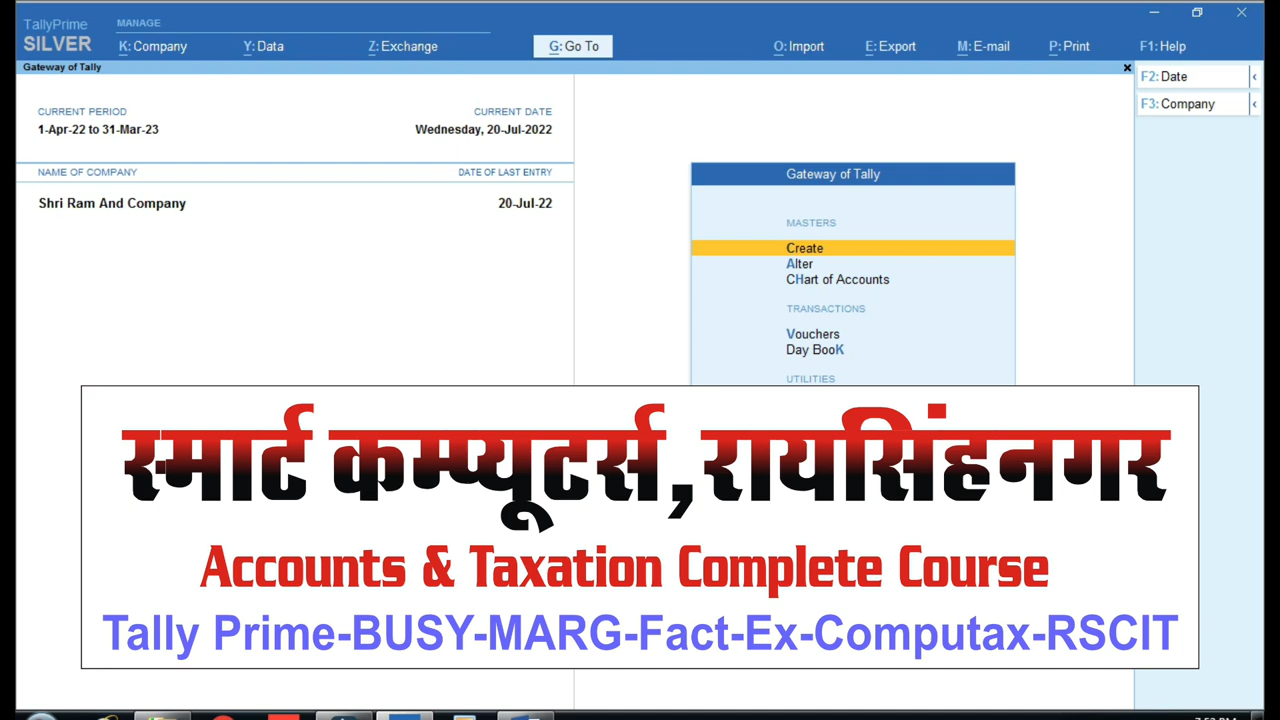 TallyPrime
SILVER
MANAGE
K: Company Y: Data Z: Exchange G: Go To O: Import E: Export M: E-mail P: Print F1: Help
Gateway of Tally
F2: Date
F3: Company
CURRENT PERIOD CURRENT DATE
1-Apr-22 to 31-Mar-23 Wednesday, 20-Jul-2022
NAME OF COMPANY DATE OF LAST ENTRY
Shri Ram And Company 20-Jul-22
Gateway of Tally
MASTERS
Create
Alter
CHart of Accounts
TRANSACTIONS
Vouchers
Day BooK
UTILITIES
स्मार्ट कम्प्यूटर्स,रायसिंहनगर
Accounts & Taxation Complete Course
Tally Prime-BUSY-MARG-Fact-Ex-Computax-RSCIT